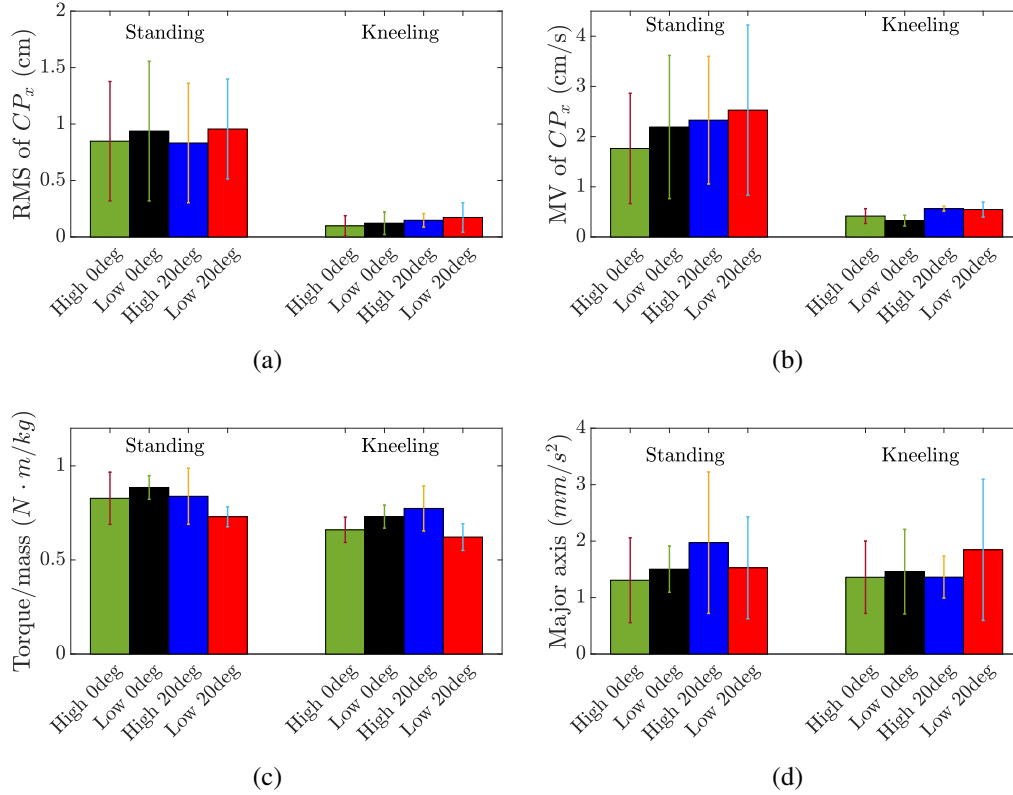 2
1.5
1
0.5
0
RMS of CP_x (cm)
Standing Kneeling
High 0deg
Low 0deg
High 20deg
Low 20deg
High 0deg
Low 0deg
High 20deg
Low 20deg
(a)
4
3
2
1
0
MV of CP_x (cm/s)
Standing Kneeling
High 0deg
Low 0deg
High 20deg
Low 20deg
High 0deg
Low 0deg
High 20deg
Low 20deg
(b)
1
0.5
0
Torque/mass (N · m/kg)
Standing Kneeling
High 0deg
Low 0deg
High 20deg
Low 20deg
High 0deg
Low 0deg
High 20deg
Low 20deg
(c)
4
3
2
1
0
Major axis (mm/s²)
Standing Kneeling
High 0deg
Low 0deg
High 20deg
Low 20deg
High 0deg
Low 0deg
High 20deg
Low 20deg
(d)